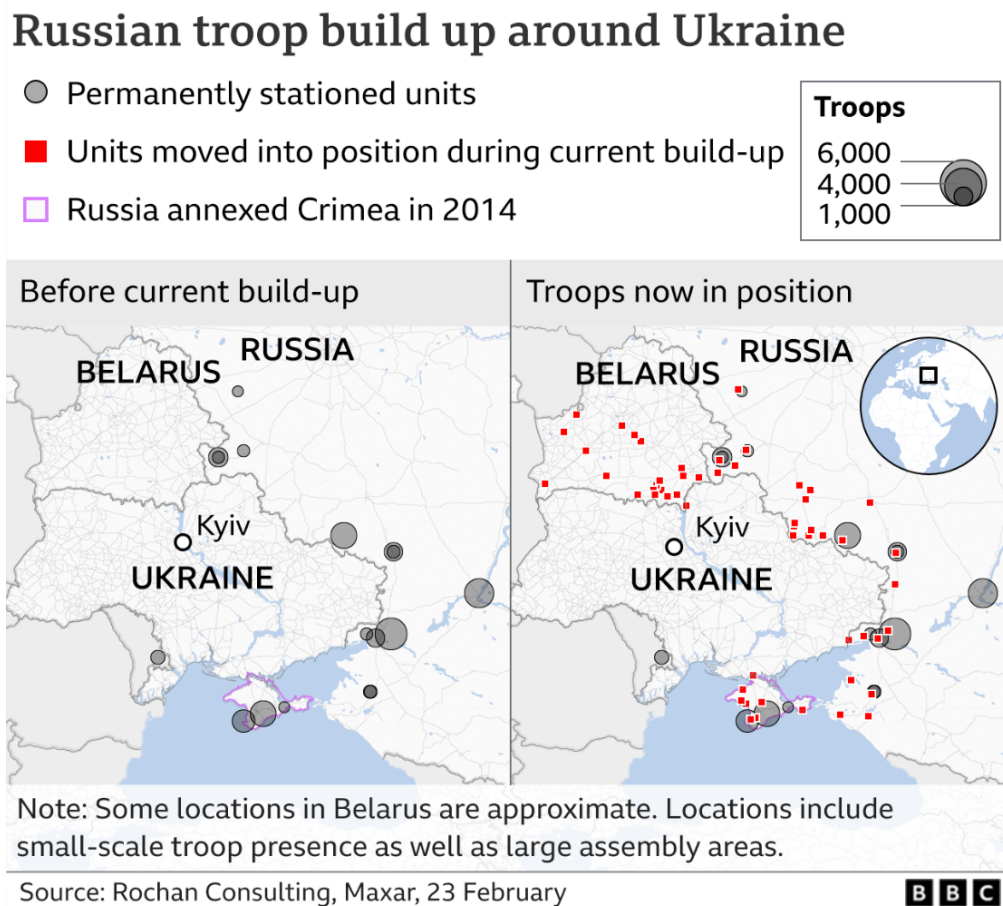 Russian troop build up around Ukraine
Permanently stationed units
Units moved into position during current build-up
Russia annexed Crimea in 2014
Troops
6,000
4,000
1,000
Before current build-up
RUSSIA
BELARUS
Kyiv
UKRAINE
Troops now in position
RUSSIA
BELARUS
Kyiv
UKRAINE
Note: Some locations in Belarus are approximate. Locations include
small-scale troop presence as well as large assembly areas.
Source: Rochan Consulting, Maxar, 23 February
BBC